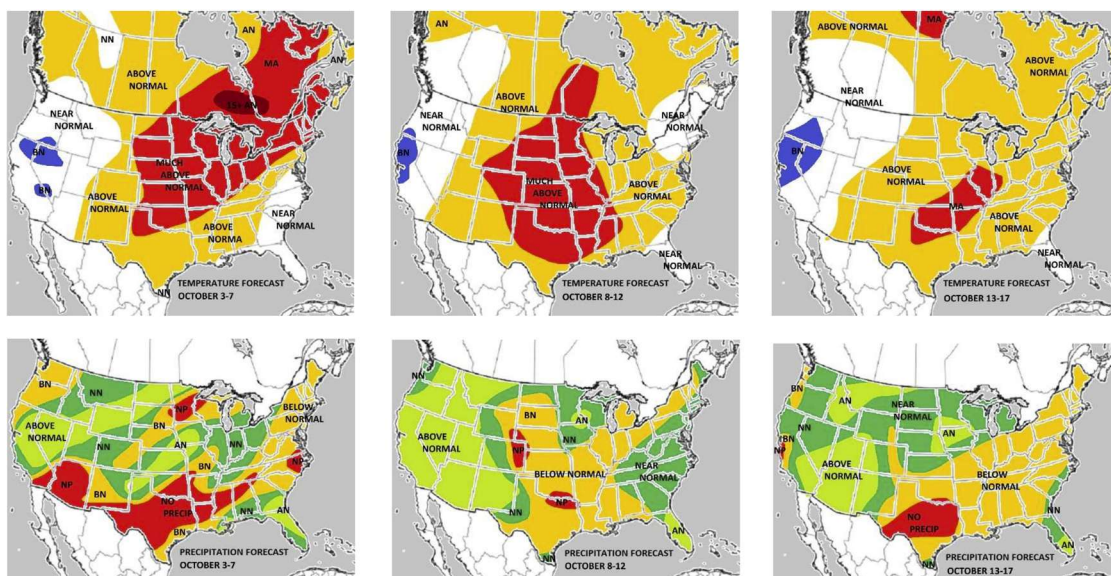 NN
AN
MA
AN
ABOVE
NORMAL
15+ AN
NEAR
NORMAL
BN
MUCH
ABOVE
NORMAL
BN
ABOVE
NORMAL
NEAR
NORMAL
ABOVE
NORMA
TEMPERATURE FORECAST
NN
OCTOBER 3-7
AN
ABOVE
NORMAL
NEAR
NORMAL
NEAR
NORMAL
BN
MUCH
ABOVE
NORMAL
ABOVE
NORMAL
NEAR
NORMAL
TEMPERATURE FORECAST
OCTOBER 8-12
MA
ABOVE NORMAL
ABOVE
NORMAL
NEAR
NORMAL
BN
ABOVE
NORMAL
MA
ABOVE
NORMAL
NEAR
NORMAL
TEMPERATURE FORECAST
OCTOBER 13-17
BN
NN
NP
BELOW
NORMAL
BN
ABOVE
NORMAL
NN
AN
NN
BN
NP
NP
BN
NO
PRECIP
AN
NN
BN
PRECIPITATION FORECAST
OCTOBER 3-7
NN
BN
AN
NN
ABOVE
NORMAL
NP
BELOW NORMAL
NEAR
NORMAL
NP
NN
AN
PRECIPITATION FORECAST
NN
OCTOBER 8-12
BN
AN
NEAR
NORMAL
NN
AN
BN
NP
ABOVE
NORMAL
BELOW
NORMAL
NO
PRECIP
NN
AN
PRECIPITATION FORECAST
NN
OCTOBER 13-17